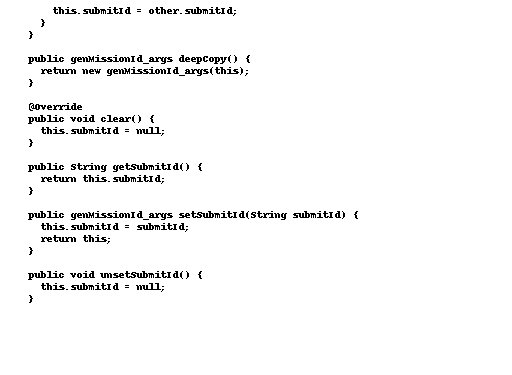 this.submitId = other.submitId;
}
}
public genMissionId_args deepCopy() {
return new genMissionId_args(this);
}
@Override
public void clear() {
this.submitId = null;
}
public String getSubmitId() {
return this.submitId;
}
public genMissionId_args setSubmitId(String submitId) {
this.submitId = submitId;
return this;
}
public void unsetSubmitId() {
this.submitId = null;
}